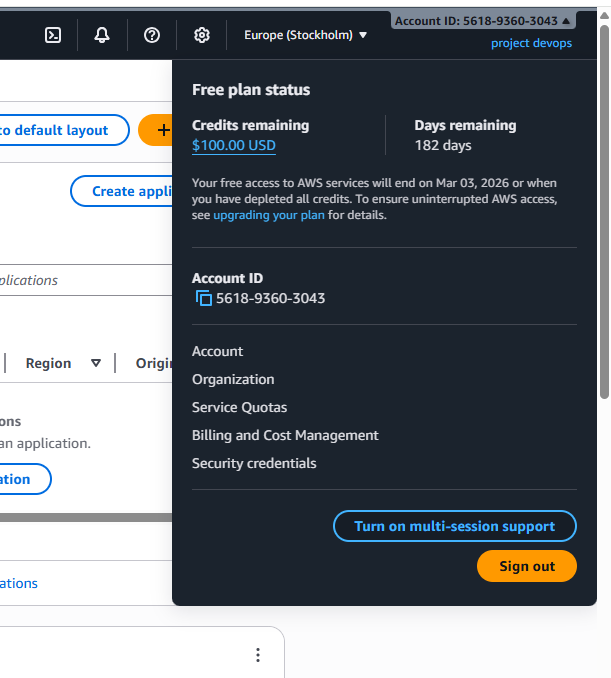 Europe (Stockholm) ▼
Account ID: 5618-9360-3043 ▲
project devops
to default layout
+
Create appli
plications
Region
Origin
ons
an application.
ation
ations
Free plan status
Credits remaining
$100.00 USD
Days remaining
182 days
Your free access to AWS services will end on Mar 03, 2026 or when
you have depleted all credits. To ensure uninterrupted AWS access,
see upgrading your plan for details.
Account ID
5618-9360-3043
Account
Organization
Service Quotas
Billing and Cost Management
Security credentials
Turn on multi-session support
Sign out